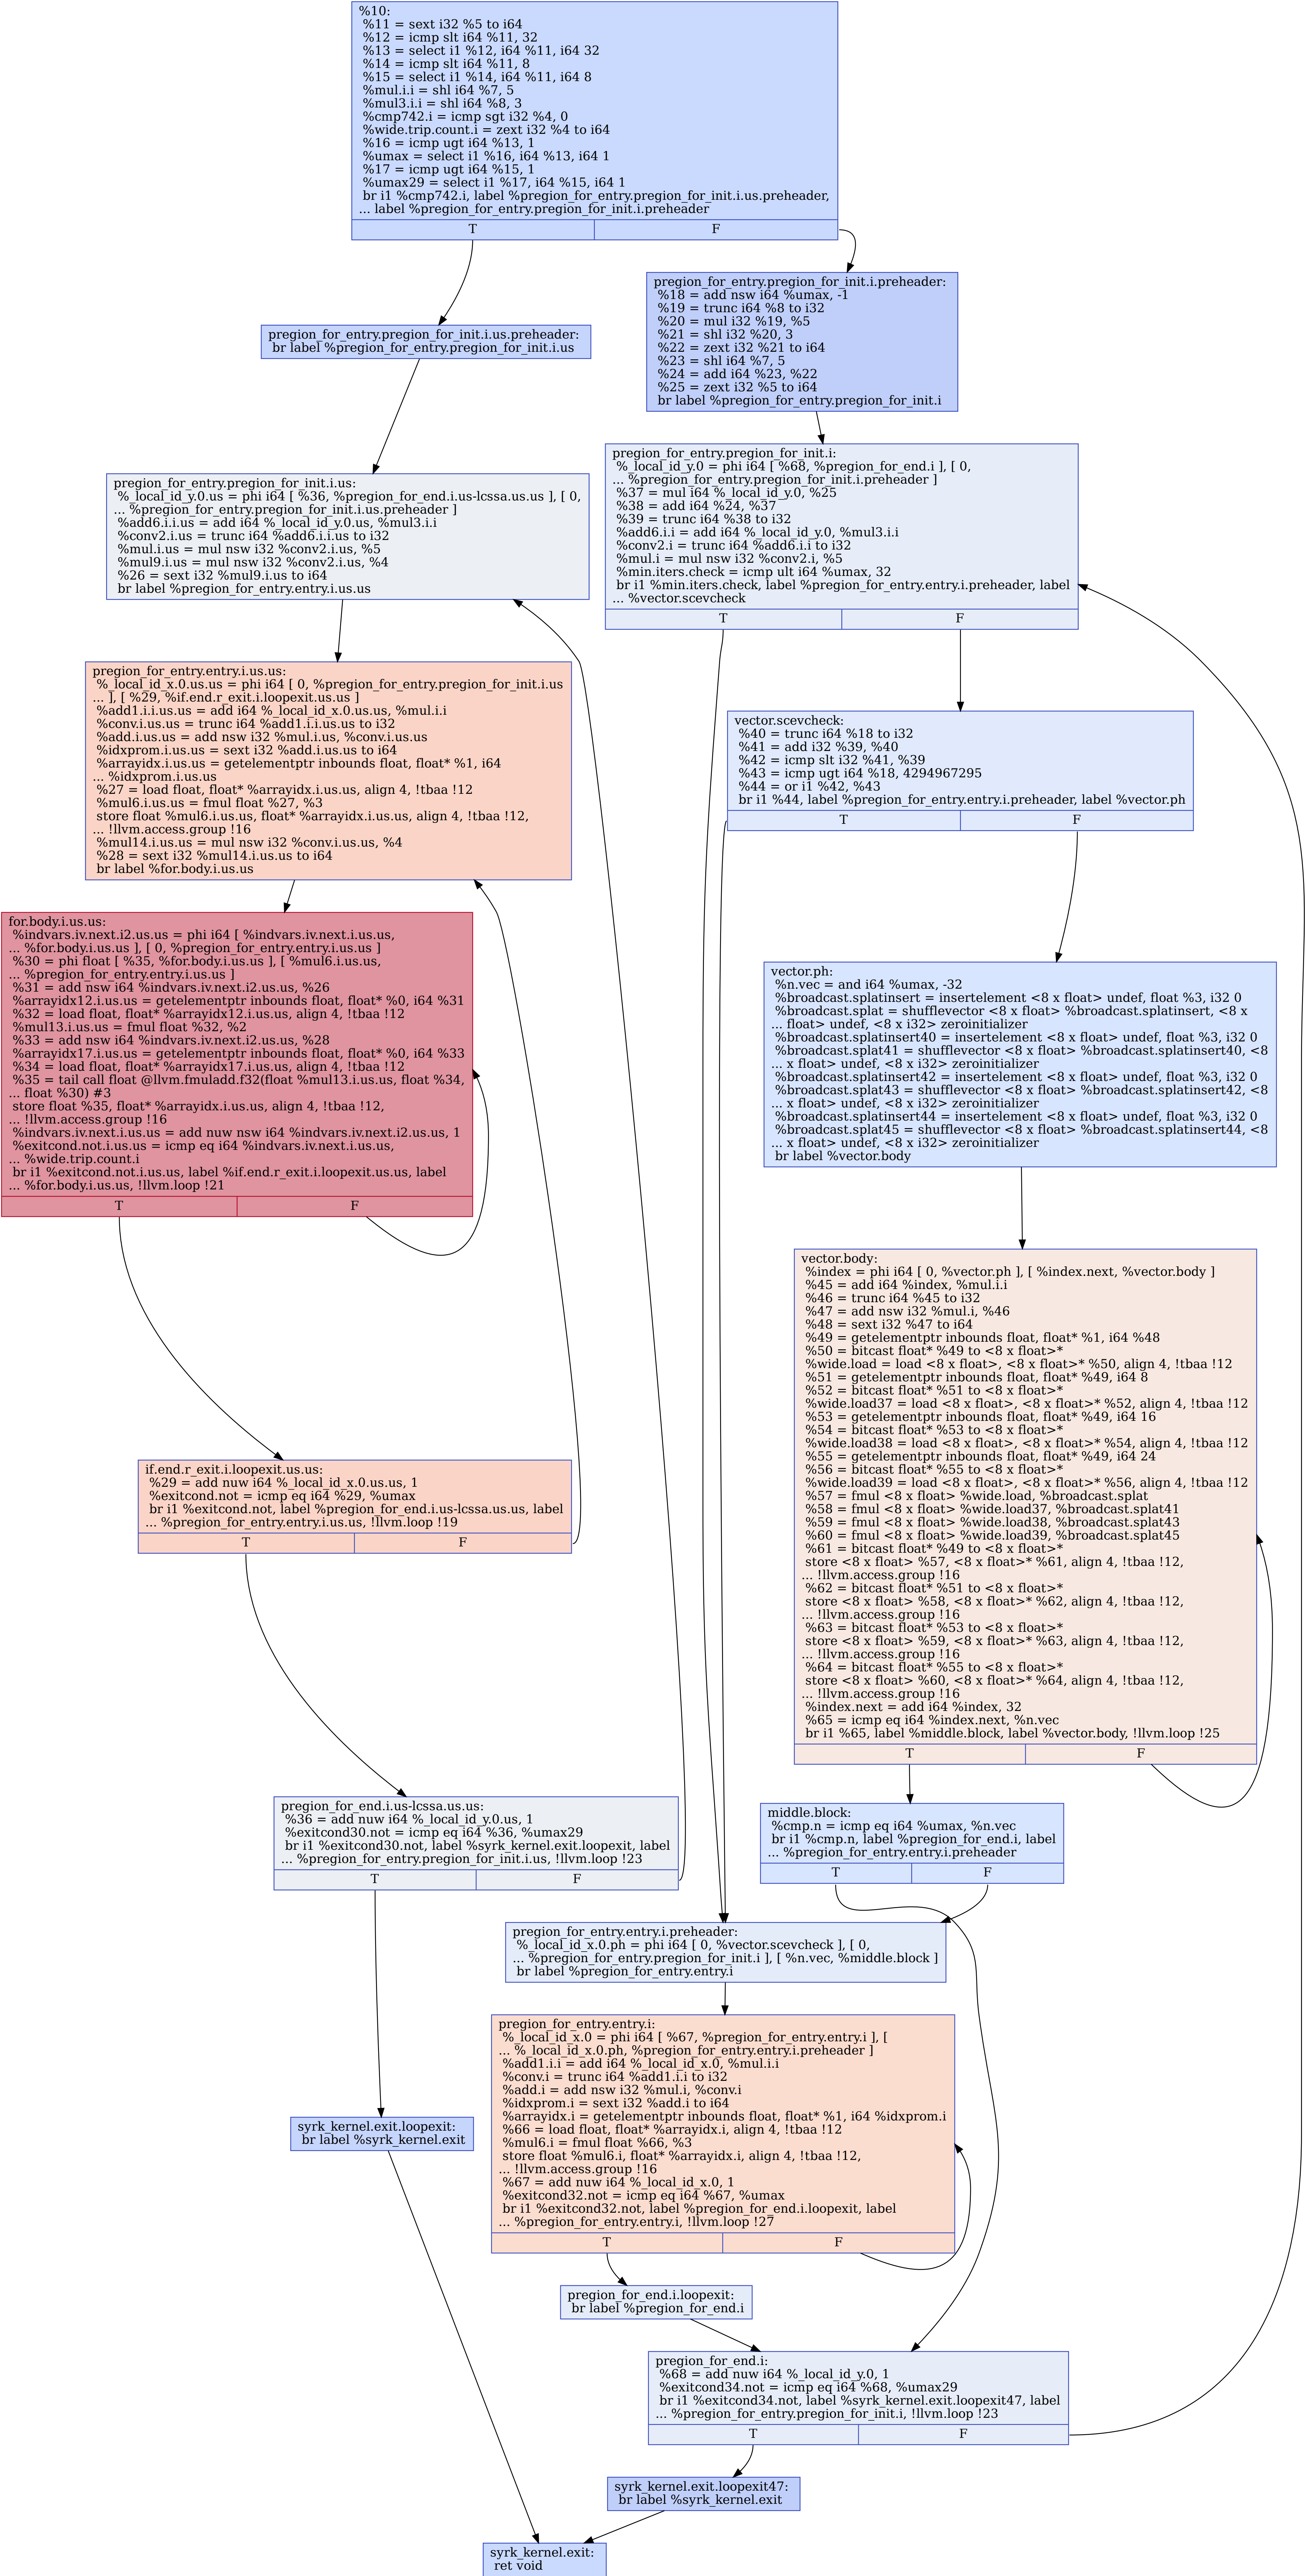 %10:
%11 = sext i32 %5 to i64
%12 = icmp slt i64 %11, 32
%13 = select i1 %12, i64 %11, i64 32
%14 = icmp slt i64 %11, 8
%15 = select i1 %14, i64 %11, i64 8
%mul.i.i = shl i64 %7, 5
%mul3.i.i = shl i64 %8, 3
%cmp742.i = icmp sgt i32 %4, 0
%wide.trip.count.i = zext i32 %4 to i64
%16 = icmp ugt i64 %13, 1
%umax = select i1 %16, i64 %13, i64 1
%17 = icmp ugt i64 %15, 1
%umax29 = select i1 %17, i64 %15, i64 1
br i1 %cmp742.i, label %pregion_for_entry.pregion_for_init.i.us.preheader,
... label %pregion_for_entry.pregion_for_init.i.preheader
T
F
pregion_for_entry.pregion_for_init.i.preheader:
%18 = add nsw i64 %umax, -1
%19 = trunc i64 %8 to i32
%20 = mul i32 %19, %5
%21 = shl i32 %20, 3
%22 = zext i32 %21 to i64
%23 = shl i64 %7, 5
%24 = add i64 %23, %22
%25 = zext i32 %5 to i64
br label %pregion_for_entry.pregion_for_init.i
pregion_for_entry.pregion_for_init.i.us.preheader:
br label %pregion_for_entry.pregion_for_init.i.us
pregion_for_entry.pregion_for_init.i:
%_local_id_y.0 = phi i64 [ %68, %pregion_for_end.i ], [ 0,
... %pregion_for_entry.pregion_for_init.i.preheader ]
%37 = mul i64 %_local_id_y.0, %25
%38 = add i64 %24, %37
%39 = trunc i64 %38 to i32
%add6.i.i = add i64 %_local_id_y.0, %mul3.i.i
%conv2.i = trunc i64 %add6.i.i to i32
%mul.i = mul nsw i32 %conv2.i, %5
%min.iters.check = icmp ult i64 %umax, 32
br i1 %min.iters.check, label %pregion_for_entry.entry.i.preheader, label
... %vector.scevcheck
T
F
pregion_for_entry.pregion_for_init.i.us:
%_local_id_y.0.us = phi i64 [ %36, %pregion_for_end.i.us-lcssa.us.us ], [ 0,
... %pregion_for_entry.pregion_for_init.i.us.preheader ]
%add6.i.i.us = add i64 %_local_id_y.0.us, %mul3.i.i
%conv2.i.us = trunc i64 %add6.i.i.us to i32
%mul.i.us = mul nsw i32 %conv2.i.us, %5
%mul9.i.us = mul nsw i32 %conv2.i.us, %4
%26 = sext i32 %mul9.i.us to i64
br label %pregion_for_entry.entry.i.us.us
pregion_for_entry.entry.i.us.us:
%_local_id_x.0.us.us = phi i64 [ 0, %pregion_for_entry.pregion_for_init.i.us
... ], [ %29, %if.end.r_exit.i.loopexit.us.us ]
%add1.i.i.us.us = add i64 %_local_id_x.0.us.us, %mul.i.i
%conv.i.us.us = trunc i64 %add1.i.i.us.us to i32
%add.i.us.us = add nsw i32 %mul.i.us, %conv.i.us.us
%idxprom.i.us.us = sext i32 %add.i.us.us to i64
%arrayidx.i.us.us = getelementptr inbounds float, float* %1, i64
... %idxprom.i.us.us
%27 = load float, float* %arrayidx.i.us.us, align 4, !tbaa !12
%mul6.i.us.us = fmul float %27, %3
store float %mul6.i.us.us, float* %arrayidx.i.us.us, align 4, !tbaa !12,
... !llvm.access.group !16
%mul14.i.us.us = mul nsw i32 %conv.i.us.us, %4
%28 = sext i32 %mul14.i.us.us to i64
br label %for.body.i.us.us
vector.scevcheck:
%40 = trunc i64 %18 to i32
%41 = add i32 %39, %40
%42 = icmp slt i32 %41, %39
%43 = icmp ugt i64 %18, 4294967295
%44 = or i1 %42, %43
br i1 %44, label %pregion_for_entry.entry.i.preheader, label %vector.ph
T
F
for.body.i.us.us:
%indvars.iv.next.i2.us.us = phi i64 [ %indvars.iv.next.i.us.us,
... %for.body.i.us.us ], [ 0, %pregion_for_entry.entry.i.us.us ]
%30 = phi float [ %35, %for.body.i.us.us ], [ %mul6.i.us.us,
... %pregion_for_entry.entry.i.us.us ]
%31 = add nsw i64 %indvars.iv.next.i2.us.us, %26
%arrayidx12.i.us.us = getelementptr inbounds float, float* %0, i64 %31
%32 = load float, float* %arrayidx12.i.us.us, align 4, !tbaa !12
%mul13.i.us.us = fmul float %32, %2
%33 = add nsw i64 %indvars.iv.next.i2.us.us, %28
%arrayidx17.i.us.us = getelementptr inbounds float, float* %0, i64 %33
%34 = load float, float* %arrayidx17.i.us.us, align 4, !tbaa !12
%35 = tail call float @llvm.fmuladd.f32(float %mul13.i.us.us, float %34,
... float %30) #3
store float %35, float* %arrayidx.i.us.us, align 4, !tbaa !12,
... !llvm.access.group !16
%indvars.iv.next.i.us.us = add nuw nsw i64 %indvars.iv.next.i2.us.us, 1
%exitcond.not.i.us.us = icmp eq i64 %indvars.iv.next.i.us.us,
... %wide.trip.count.i
br i1 %exitcond.not.i.us.us, label %if.end.r_exit.i.loopexit.us.us, label
... %for.body.i.us.us, !llvm.loop !21
T
F
vector.ph:
%n.vec = and i64 %umax, -32
%broadcast.splatinsert = insertelement <8 x float> undef, float %3, i32 0
%broadcast.splat = shufflevector <8 x float> %broadcast.splatinsert, <8 x
... float> undef, <8 x i32> zeroinitializer
%broadcast.splatinsert40 = insertelement <8 x float> undef, float %3, i32 0
%broadcast.splat41 = shufflevector <8 x float> %broadcast.splatinsert40, <8
... x float> undef, <8 x i32> zeroinitializer
%broadcast.splatinsert42 = insertelement <8 x float> undef, float %3, i32 0
%broadcast.splat43 = shufflevector <8 x float> %broadcast.splatinsert42, <8
... x float> undef, <8 x i32> zeroinitializer
%broadcast.splatinsert44 = insertelement <8 x float> undef, float %3, i32 0
%broadcast.splat45 = shufflevector <8 x float> %broadcast.splatinsert44, <8
... x float> undef, <8 x i32> zeroinitializer
br label %vector.body
vector.body:
%index = phi i64 [ 0, %vector.ph ], [ %index.next, %vector.body ]
%45 = add i64 %index, %mul.i.i
%46 = trunc i64 %45 to i32
%47 = add nsw i32 %mul.i, %46
%48 = sext i32 %47 to i64
%49 = getelementptr inbounds float, float* %1, i64 %48
%50 = bitcast float* %49 to <8 x float>*
%wide.load = load <8 x float>, <8 x float>* %50, align 4, !tbaa !12
%51 = getelementptr inbounds float, float* %49, i64 8
%52 = bitcast float* %51 to <8 x float>*
%wide.load37 = load <8 x float>, <8 x float>* %52, align 4, !tbaa !12
%53 = getelementptr inbounds float, float* %49, i64 16
%54 = bitcast float* %53 to <8 x float>*
%wide.load38 = load <8 x float>, <8 x float>* %54, align 4, !tbaa !12
%55 = getelementptr inbounds float, float* %49, i64 24
%56 = bitcast float* %55 to <8 x float>*
%wide.load39 = load <8 x float>, <8 x float>* %56, align 4, !tbaa !12
%57 = fmul <8 x float> %wide.load, %broadcast.splat
%58 = fmul <8 x float> %wide.load37, %broadcast.splat41
%59 = fmul <8 x float> %wide.load38, %broadcast.splat43
%60 = fmul <8 x float> %wide.load39, %broadcast.splat45
%61 = bitcast float* %49 to <8 x float>*
store <8 x float> %57, <8 x float>* %61, align 4, !tbaa !12,
... !llvm.access.group !16
%62 = bitcast float* %51 to <8 x float>*
store <8 x float> %58, <8 x float>* %62, align 4, !tbaa !12,
... !llvm.access.group !16
%63 = bitcast float* %53 to <8 x float>*
store <8 x float> %59, <8 x float>* %63, align 4, !tbaa !12,
... !llvm.access.group !16
%64 = bitcast float* %55 to <8 x float>*
store <8 x float> %60, <8 x float>* %64, align 4, !tbaa !12,
... !llvm.access.group !16
%index.next = add i64 %index, 32
%65 = icmp eq i64 %index.next, %n.vec
br i1 %65, label %middle.block, label %vector.body, !llvm.loop !25
T
F
if.end.r_exit.i.loopexit.us.us:
%29 = add nuw i64 %_local_id_x.0.us.us, 1
%exitcond.not = icmp eq i64 %29, %umax
br i1 %exitcond.not, label %pregion_for_end.i.us-lcssa.us.us, label
... %pregion_for_entry.entry.i.us.us, !llvm.loop !19
T
F
pregion_for_end.i.us-lcssa.us.us:
%36 = add nuw i64 %_local_id_y.0.us, 1
%exitcond30.not = icmp eq i64 %36, %umax29
br i1 %exitcond30.not, label %syrk_kernel.exit.loopexit, label
... %pregion_for_entry.pregion_for_init.i.us, !llvm.loop !23
T
F
middle.block:
%cmp.n = icmp eq i64 %umax, %n.vec
br i1 %cmp.n, label %pregion_for_end.i, label
... %pregion_for_entry.entry.i.preheader
T
F
pregion_for_entry.entry.i.preheader:
%_local_id_x.0.ph = phi i64 [ 0, %vector.scevcheck ], [ 0,
... %pregion_for_entry.pregion_for_init.i ], [ %n.vec, %middle.block ]
br label %pregion_for_entry.entry.i
pregion_for_entry.entry.i:
%_local_id_x.0 = phi i64 [ %67, %pregion_for_entry.entry.i ], [
... %_local_id_x.0.ph, %pregion_for_entry.entry.i.preheader ]
%add1.i.i = add i64 %_local_id_x.0, %mul.i.i
%conv.i = trunc i64 %add1.i.i to i32
%add.i = add nsw i32 %mul.i, %conv.i
%idxprom.i = sext i32 %add.i to i64
%arrayidx.i = getelementptr inbounds float, float* %1, i64 %idxprom.i
%66 = load float, float* %arrayidx.i, align 4, !tbaa !12
%mul6.i = fmul float %66, %3
store float %mul6.i, float* %arrayidx.i, align 4, !tbaa !12,
... !llvm.access.group !16
%67 = add nuw i64 %_local_id_x.0, 1
%exitcond32.not = icmp eq i64 %67, %umax
br i1 %exitcond32.not, label %pregion_for_end.i.loopexit, label
... %pregion_for_entry.entry.i, !llvm.loop !27
T
F
syrk_kernel.exit.loopexit:
br label %syrk_kernel.exit
pregion_for_end.i.loopexit:
br label %pregion_for_end.i
pregion_for_end.i:
%68 = add nuw i64 %_local_id_y.0, 1
%exitcond34.not = icmp eq i64 %68, %umax29
br i1 %exitcond34.not, label %syrk_kernel.exit.loopexit47, label
... %pregion_for_entry.pregion_for_init.i, !llvm.loop !23
T
F
syrk_kernel.exit.loopexit47:
br label %syrk_kernel.exit
syrk_kernel.exit:
ret void